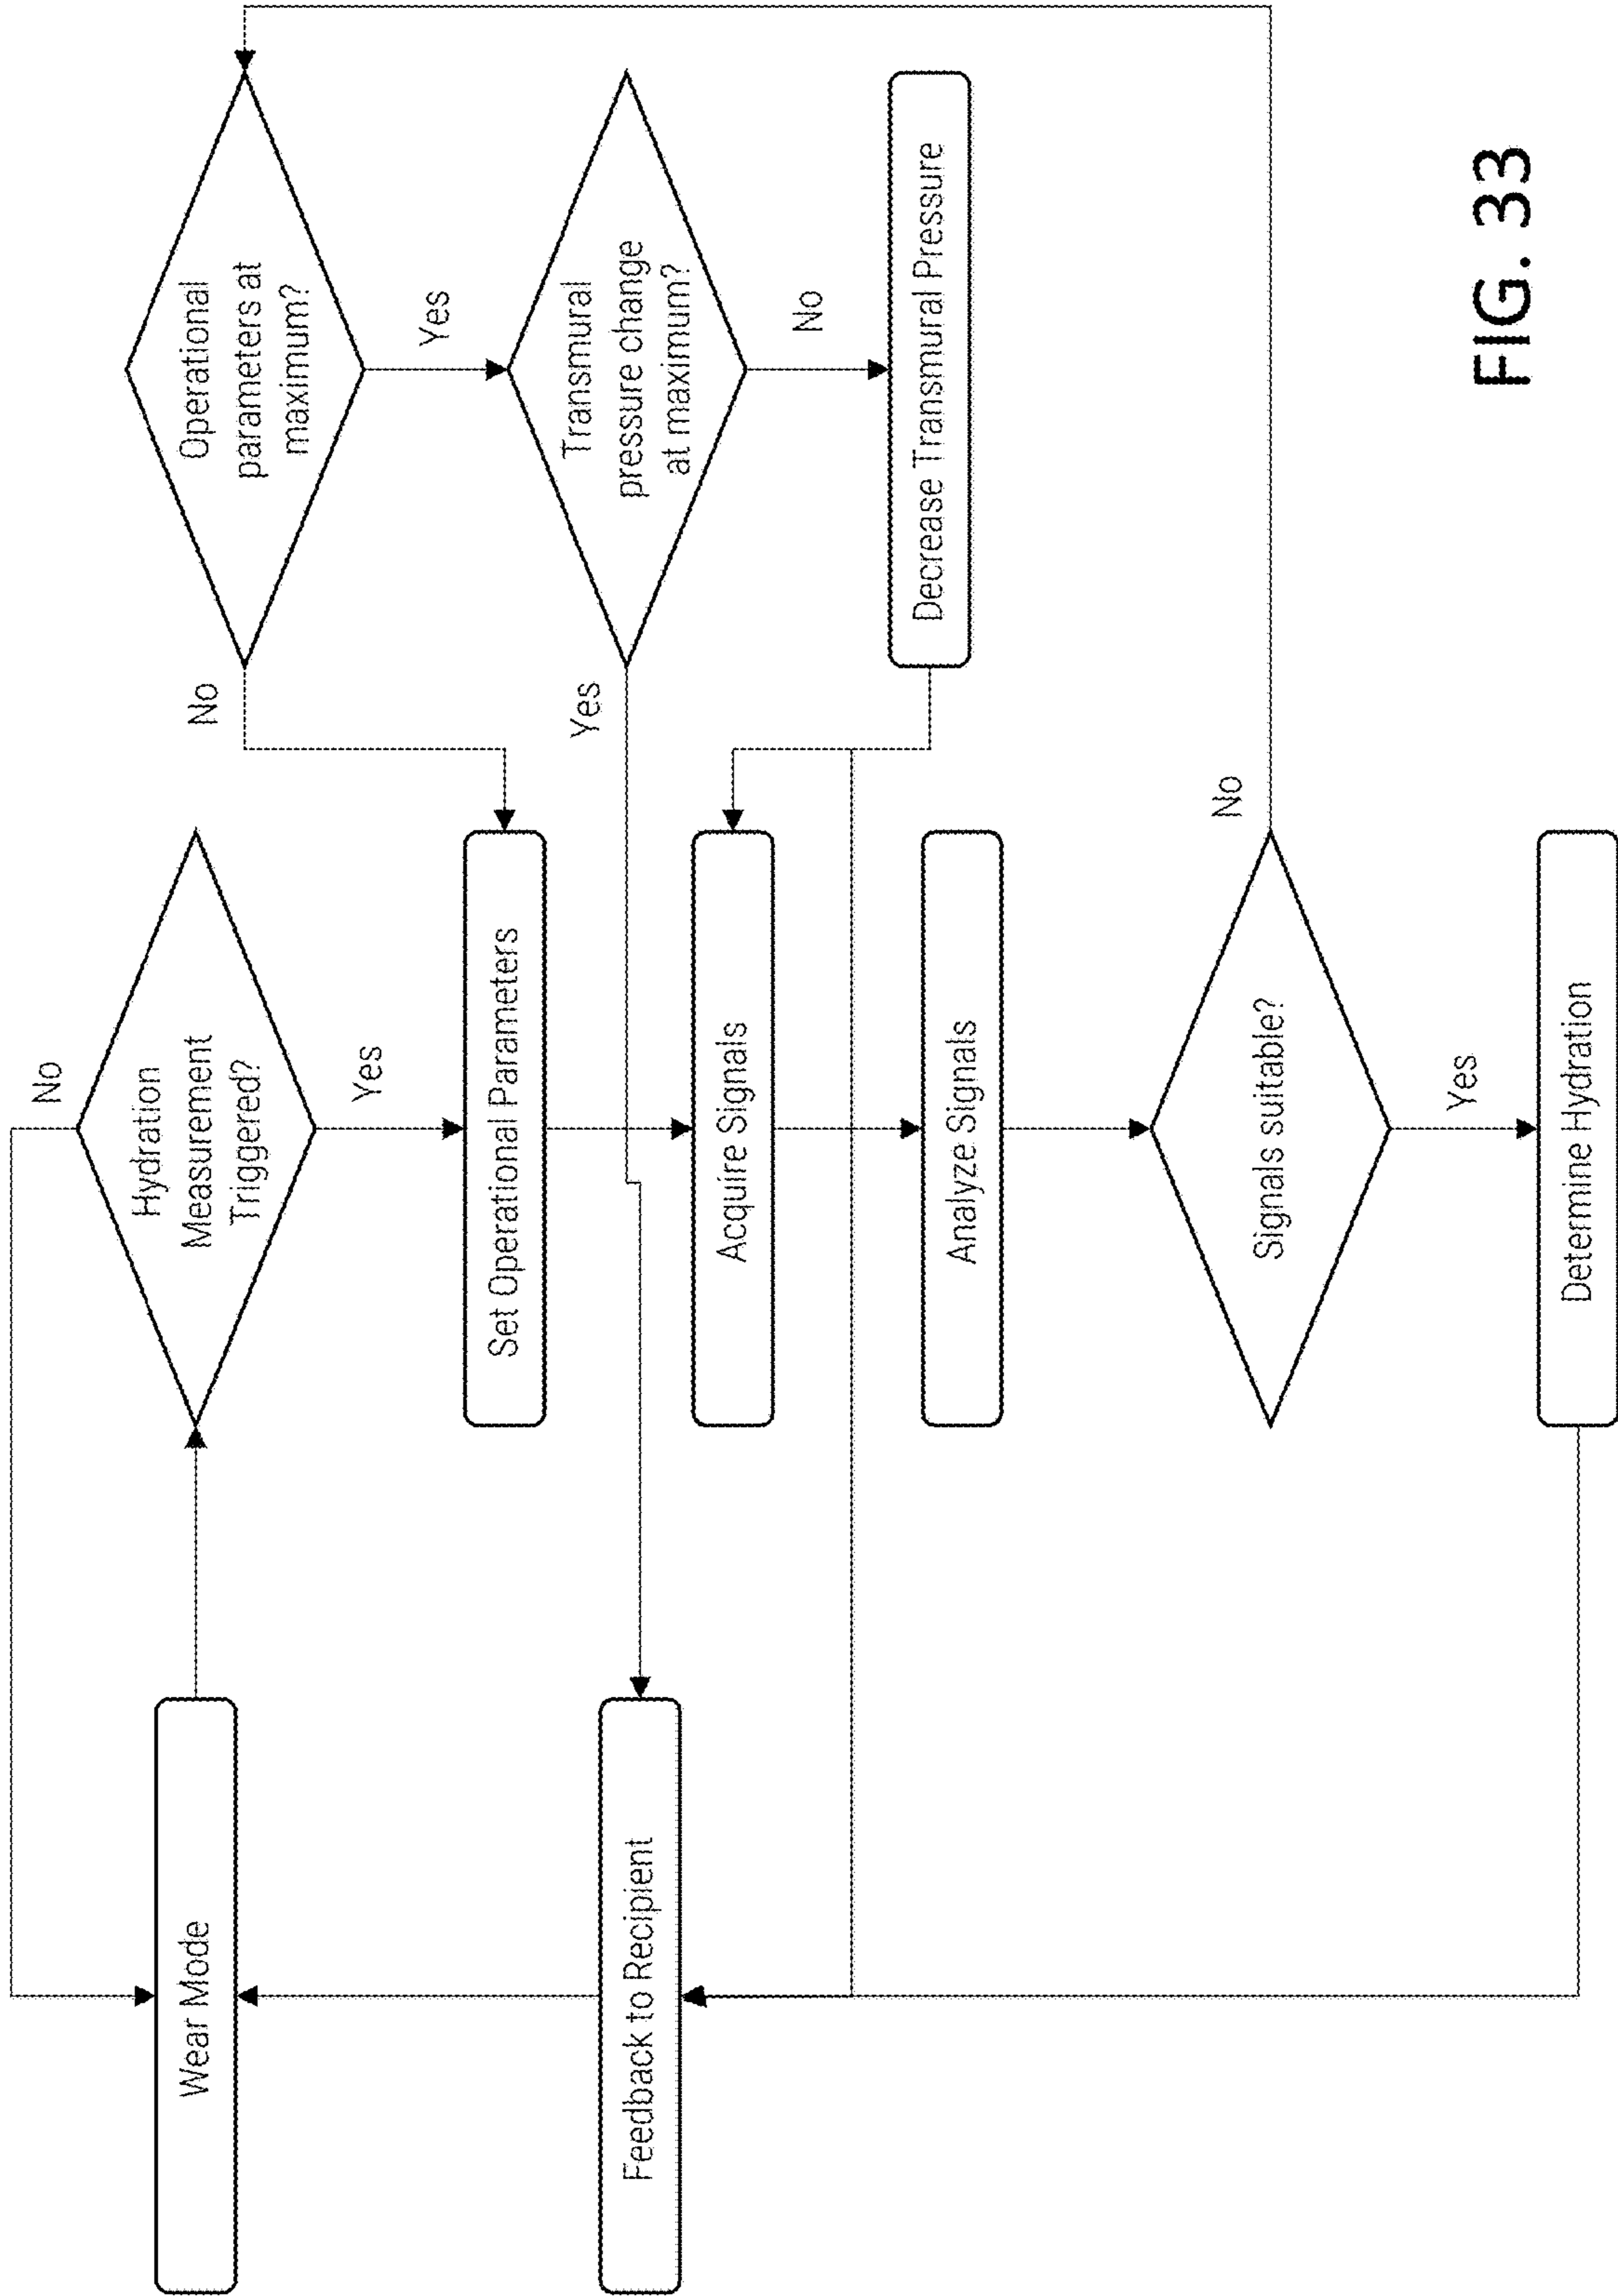 No
Wear Mode
Hydration
Measurement
Triggered?
Operational
parameters at
maximum?
Yes
No
Yes
Set Operational Parameters
Transmural
pressure change
at maximum?
Yes
Feedback to Recipient
Acquire Signals
No
Decrease Transmural Pressure
Analyze Signals
Signals suitable?
No
Yes
Determine Hydration
FIG. 33